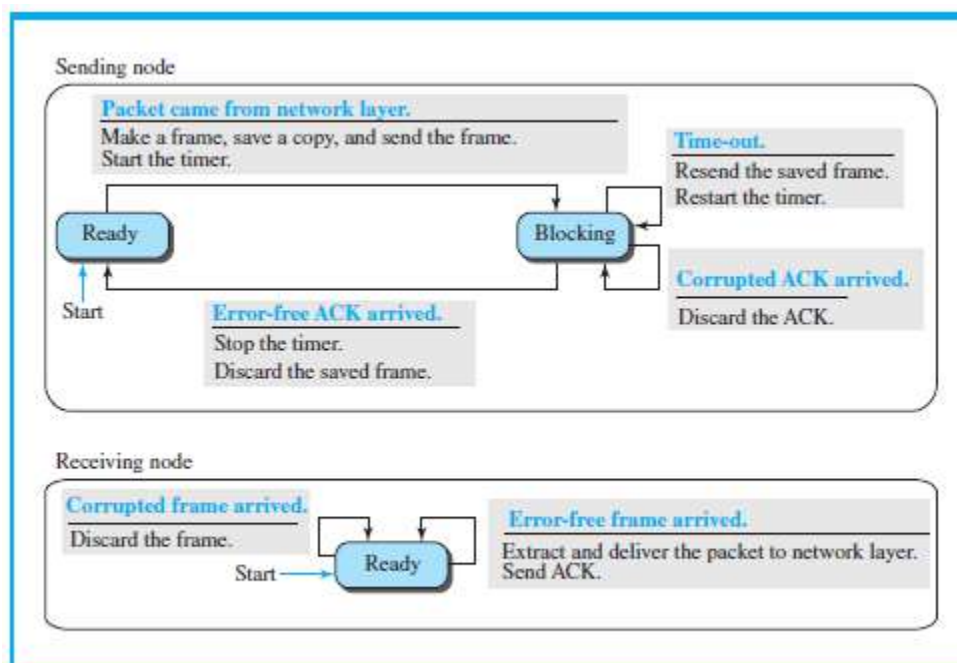 Sending node
Packet came from network layer.
Make a frame, save a copy, and send the frame.
Start the timer.
Time-out.
Resend the saved frame.
Restart the timer.
Ready
Blocking
Start
Error-free ACK arrived.
Stop the timer.
Discard the saved frame.
Corrupted ACK arrived.
Discard the ACK.
Receiving node
Corrupted frame arrived.
Discard the frame.
Start
Ready
Error-free frame arrived.
Extract and deliver the packet to network layer.
Send ACK.